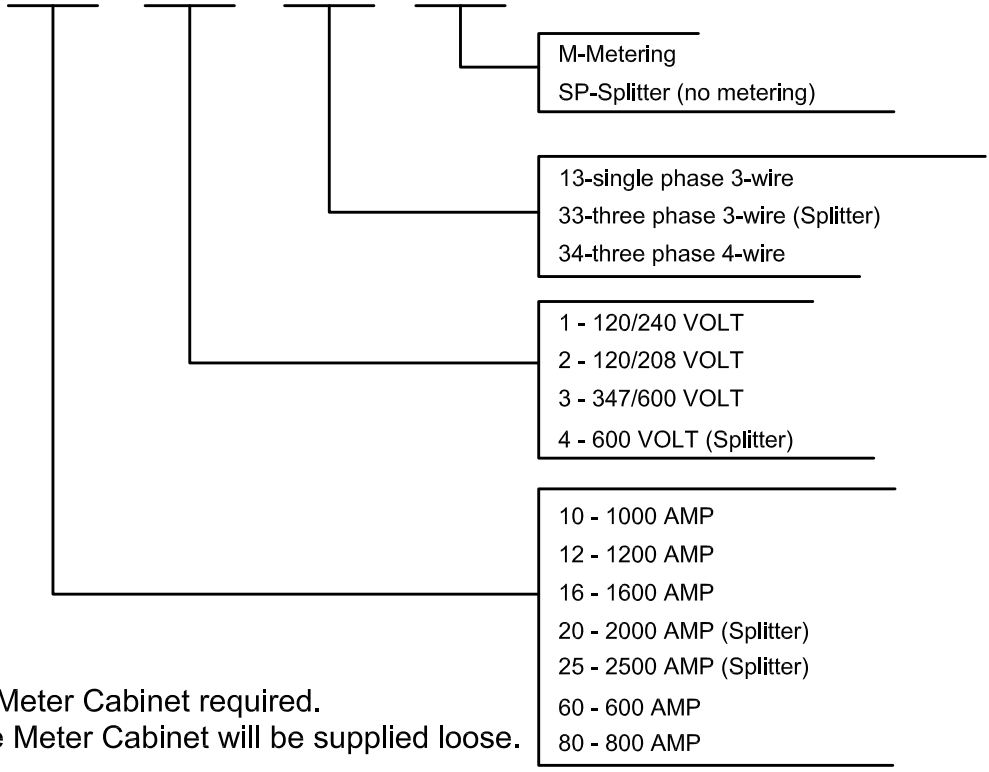 M-Metering
SP-Splitter (no metering)
13-single phase 3-wire
33-three phase 3-wire (Splitter)
34-three phase 4-wire
1 - 120/240 VOLT
2 - 120/208 VOLT
3 - 347/600 VOLT
4 - 600 VOLT (Splitter)
10 - 1000 AMP
12 - 1200 AMP
16 - 1600 AMP
20 - 2000 AMP (Splitter)
25 - 2500 AMP (Splitter)
60 - 600 AMP
80 - 800 AMP
Meter Cabinet required.
Meter Cabinet will be supplied loose.